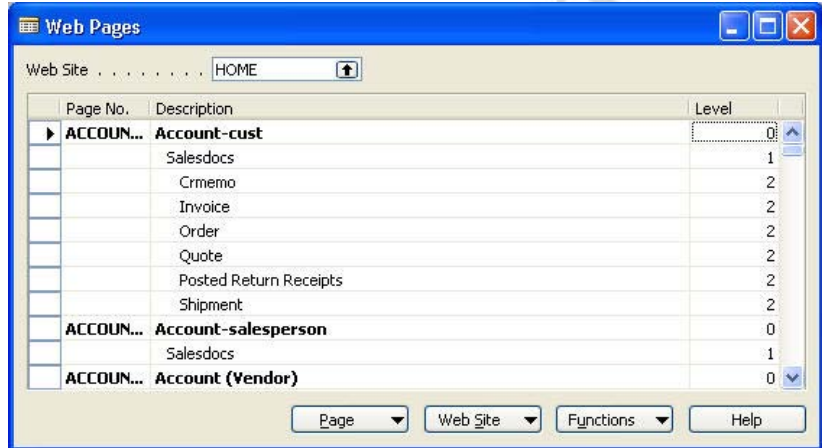 Web Pages
Web Site . . . . . . . . HOME
Page No. Description Level
ACCOUN... Account-cust 0
Salesdocs 1
Crmemo 2
Invoice 2
Order 2
Quote 2
Posted Return Receipts 2
Shipment 2
ACCOUN... Account-salesperson 0
Salesdocs 1
ACCOUN... Account (Vendor) 0
Page Web Site Functions Help